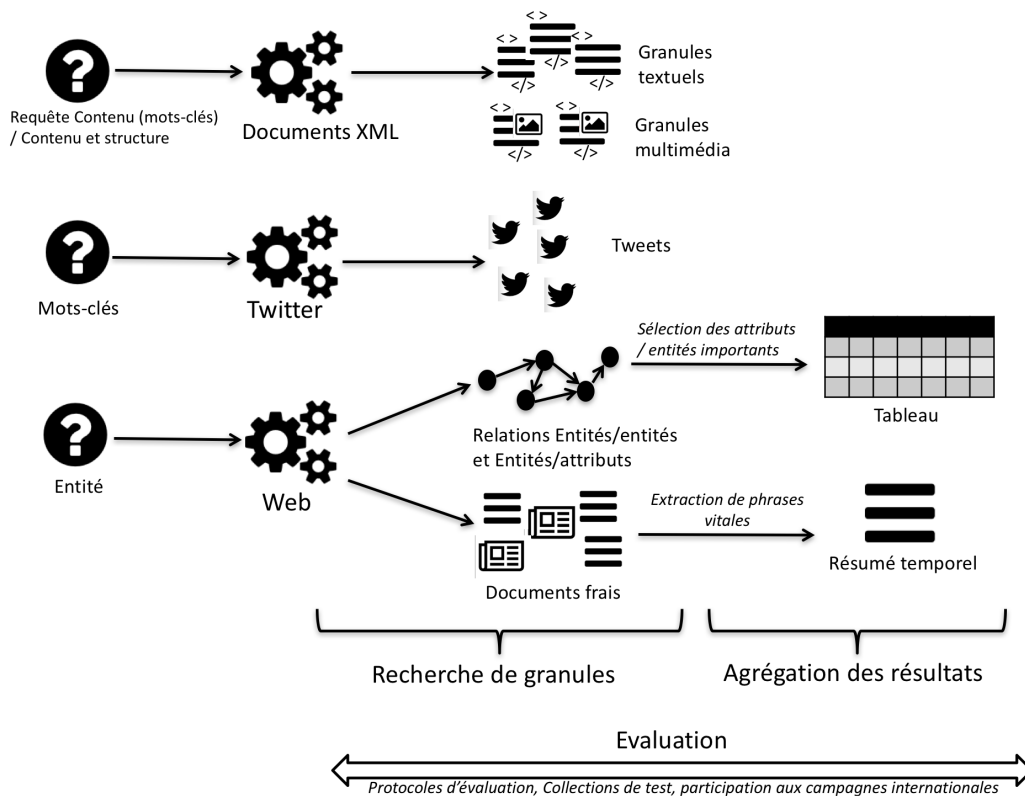 < >
< >
< >
</>
</>
</>
Granules
textuels
Requête Contenu (mots-clés)
/ Contenu et structure
Documents XML
< >
< >
</>
</>
Granules
multimédia
Mots-clés
Twitter
Tweets
Sélection des attributs
/ entités importants
Tableau
Entité
Web
Relations Entités/entités
et Entités/attributs
Extraction de phrases
vitales
Documents frais
Résumé temporel
Recherche de granules
Agrégation des résultats
Evaluation
Protocoles d’évaluation, Collections de test, participation aux campagnes internationales